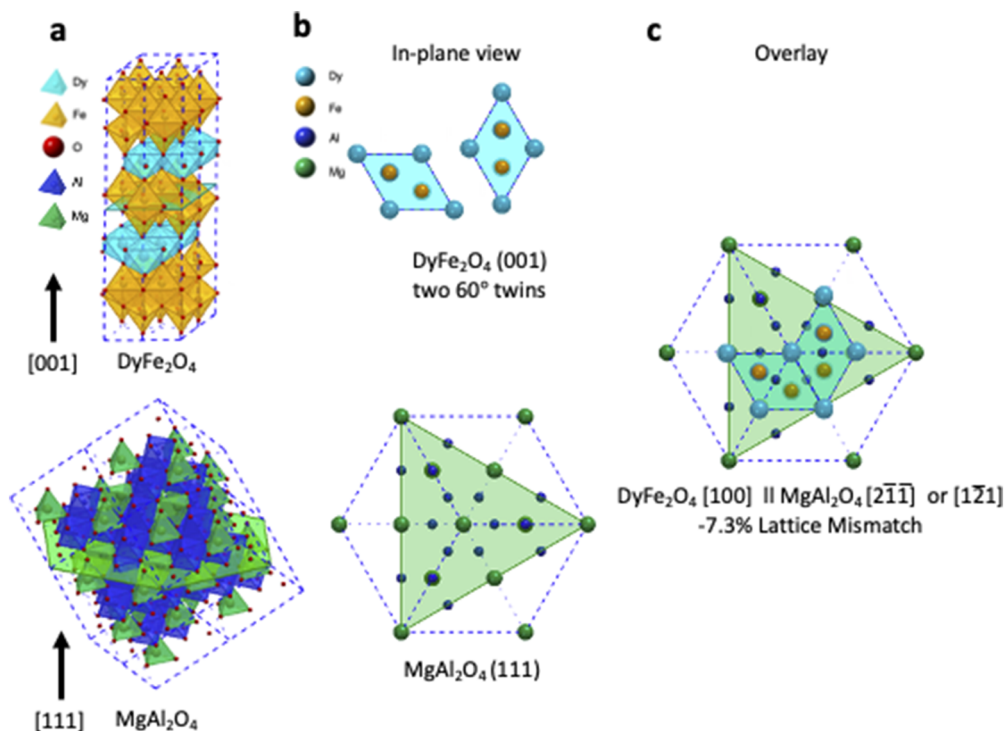 a
Dy
Fe
O
Al
Mg
[001]
DyFe₂O₄
[111]
MgAl₂O₄
b
In-plane view
Dy
Fe
Al
Mg
DyFe₂O₄ (001)
two 60° twins
MgAl₂O₄ (111)
c
Overlay
DyFe₂O₄ [100] ll MgAl₂O₄ [21̅1̅] or [12̅1]
-7.3% Lattice Mismatch